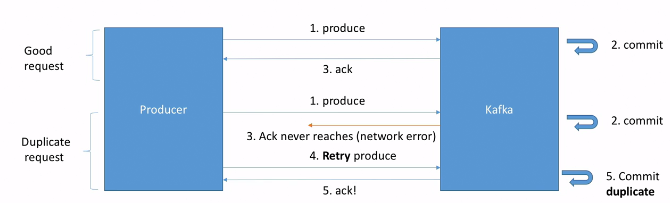 1. produce
Good
request
2. commit
3. ack
1. produce
Producer
Kafka
2. commit
3. Ack never reaches (network error)
Duplicate
request
4. Retry produce
5. Commit
duplicate
5. ack!